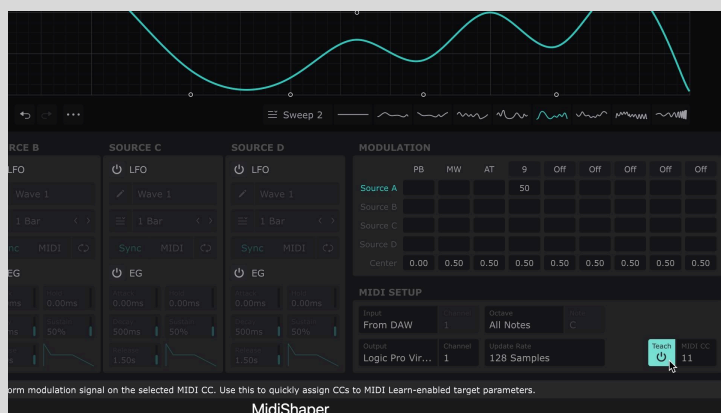 Sweep 2
RCE B
SOURCE C
SOURCE D
MODULATION
LFO
LFO
LFO
PB MW AT 9 Off Off Off Off Off
Wave 1
Wave 1
Wave 1
Source A 50
Source B
1 Bar
1 Bar
1 Bar
Source C
Sync MIDI
Sync MIDI
Source D
nc MIDI
Center 0.00 0.50 0.50 0.50 0.50 0.50 0.50 0.50 0.50
EG
EG
EG
MIDI SETUP
0.00ms
0.00ms 0.00ms
0.00ms 0.00ms
Input
Octave
From DAW
1
All Notes
C
ms 50%
500ms 50%
500ms 50%
Output
Channel
Update Rate
Teach
MIDI CC
Logic Pro Vir...
1
128 Samples
11
1.50s
1.50s
orm modulation signal on the selected MIDI CC. Use this to quickly assign CCs to MIDI Learn-enabled target parameters.
MidiShaper